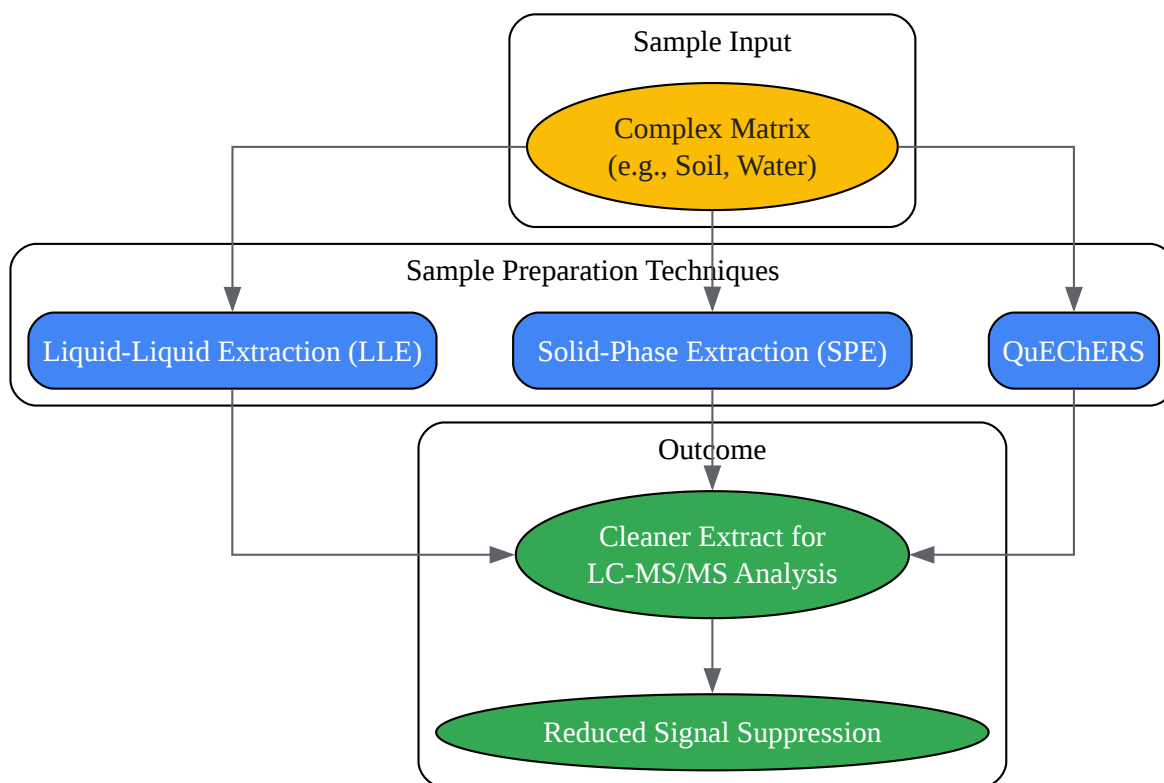 Sample Input
Complex Matrix
(e.g., Soil, Water)
Sample Preparation Techniques
Liquid-Liquid Extraction (LLE)
Solid-Phase Extraction (SPE)
QuEChERS
Outcome
Cleaner Extract for
LC-MS/MS Analysis
Reduced Signal Suppression